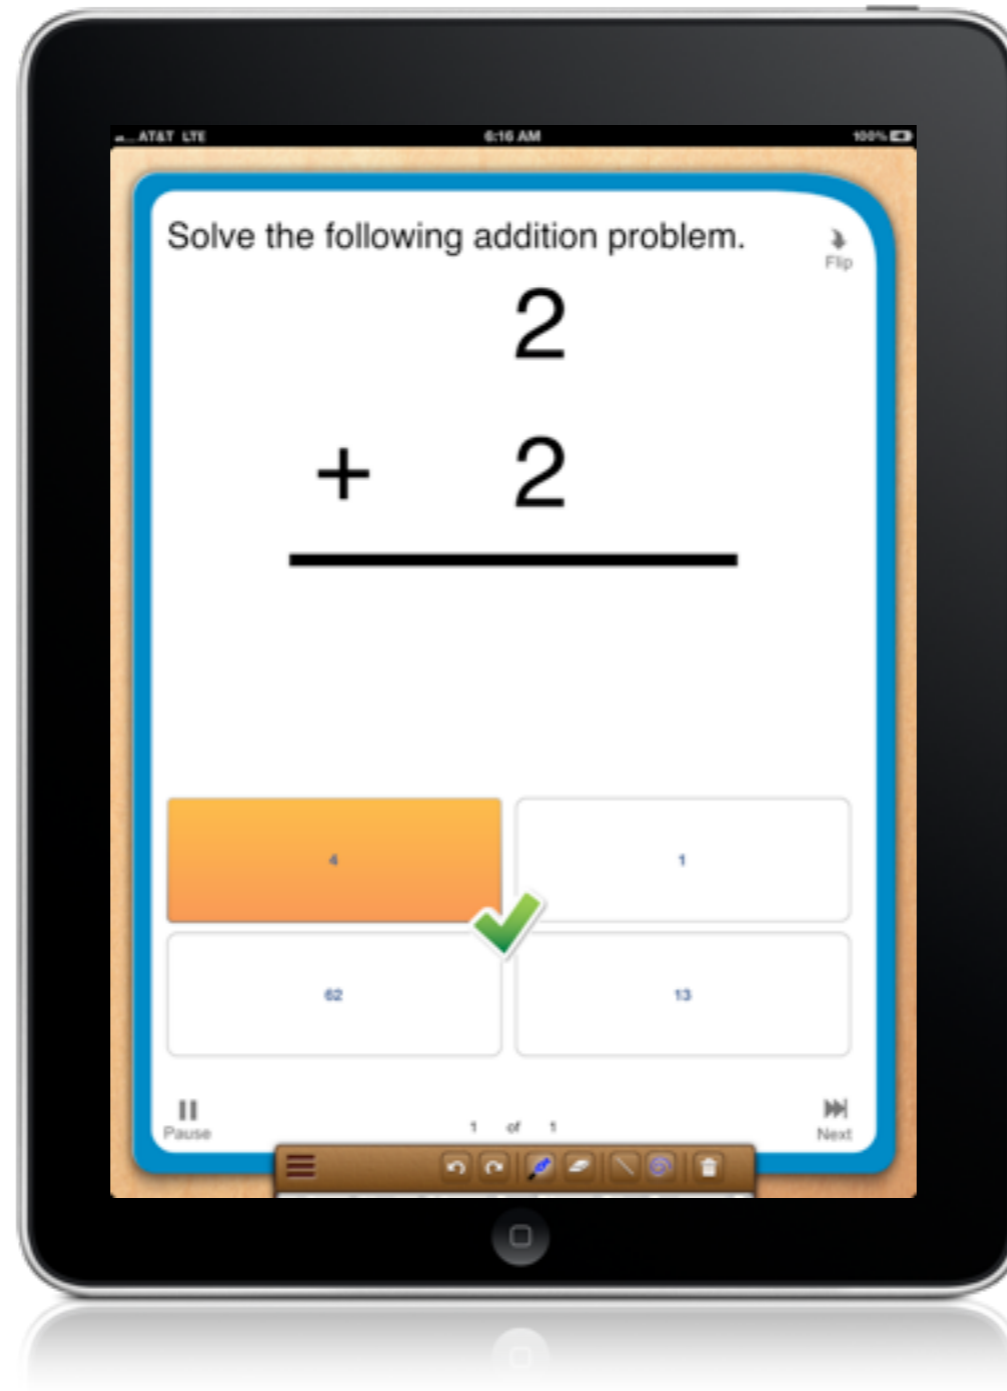 AT&T LTE 6:16 AM 100%
Solve the following addition problem.
Flip
2
+ 2
4 1
62 13
Pause 1 of 1 Next